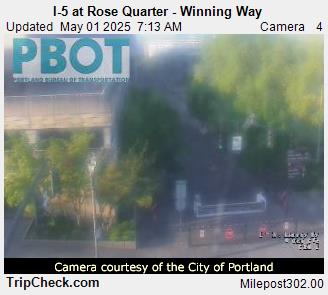 I-5 at Rose Quarter - Winning Way
Updated May 01 2025 7:13 AM Camera 4
PBOT
PORTLAND BUREAU OF TRANSPORTATION
Camera courtesy of the City of Portland
TripCheck.com Milepost302.00